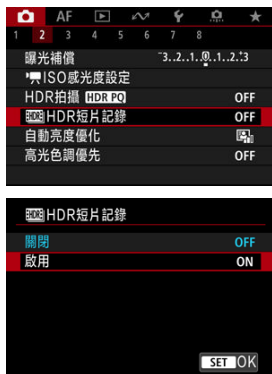 AF
1 2 3 4 5 6 7 8
曝光補償 -3..2..1..0..1..2..+3
ISO感光度設定
HDR拍攝 HDR PQ OFF
HDR HDR短片記錄 OFF
自動亮度優化
高光色調優先 OFF
HDR HDR短片記錄
關閉 OFF
啟用 ON
SET OK